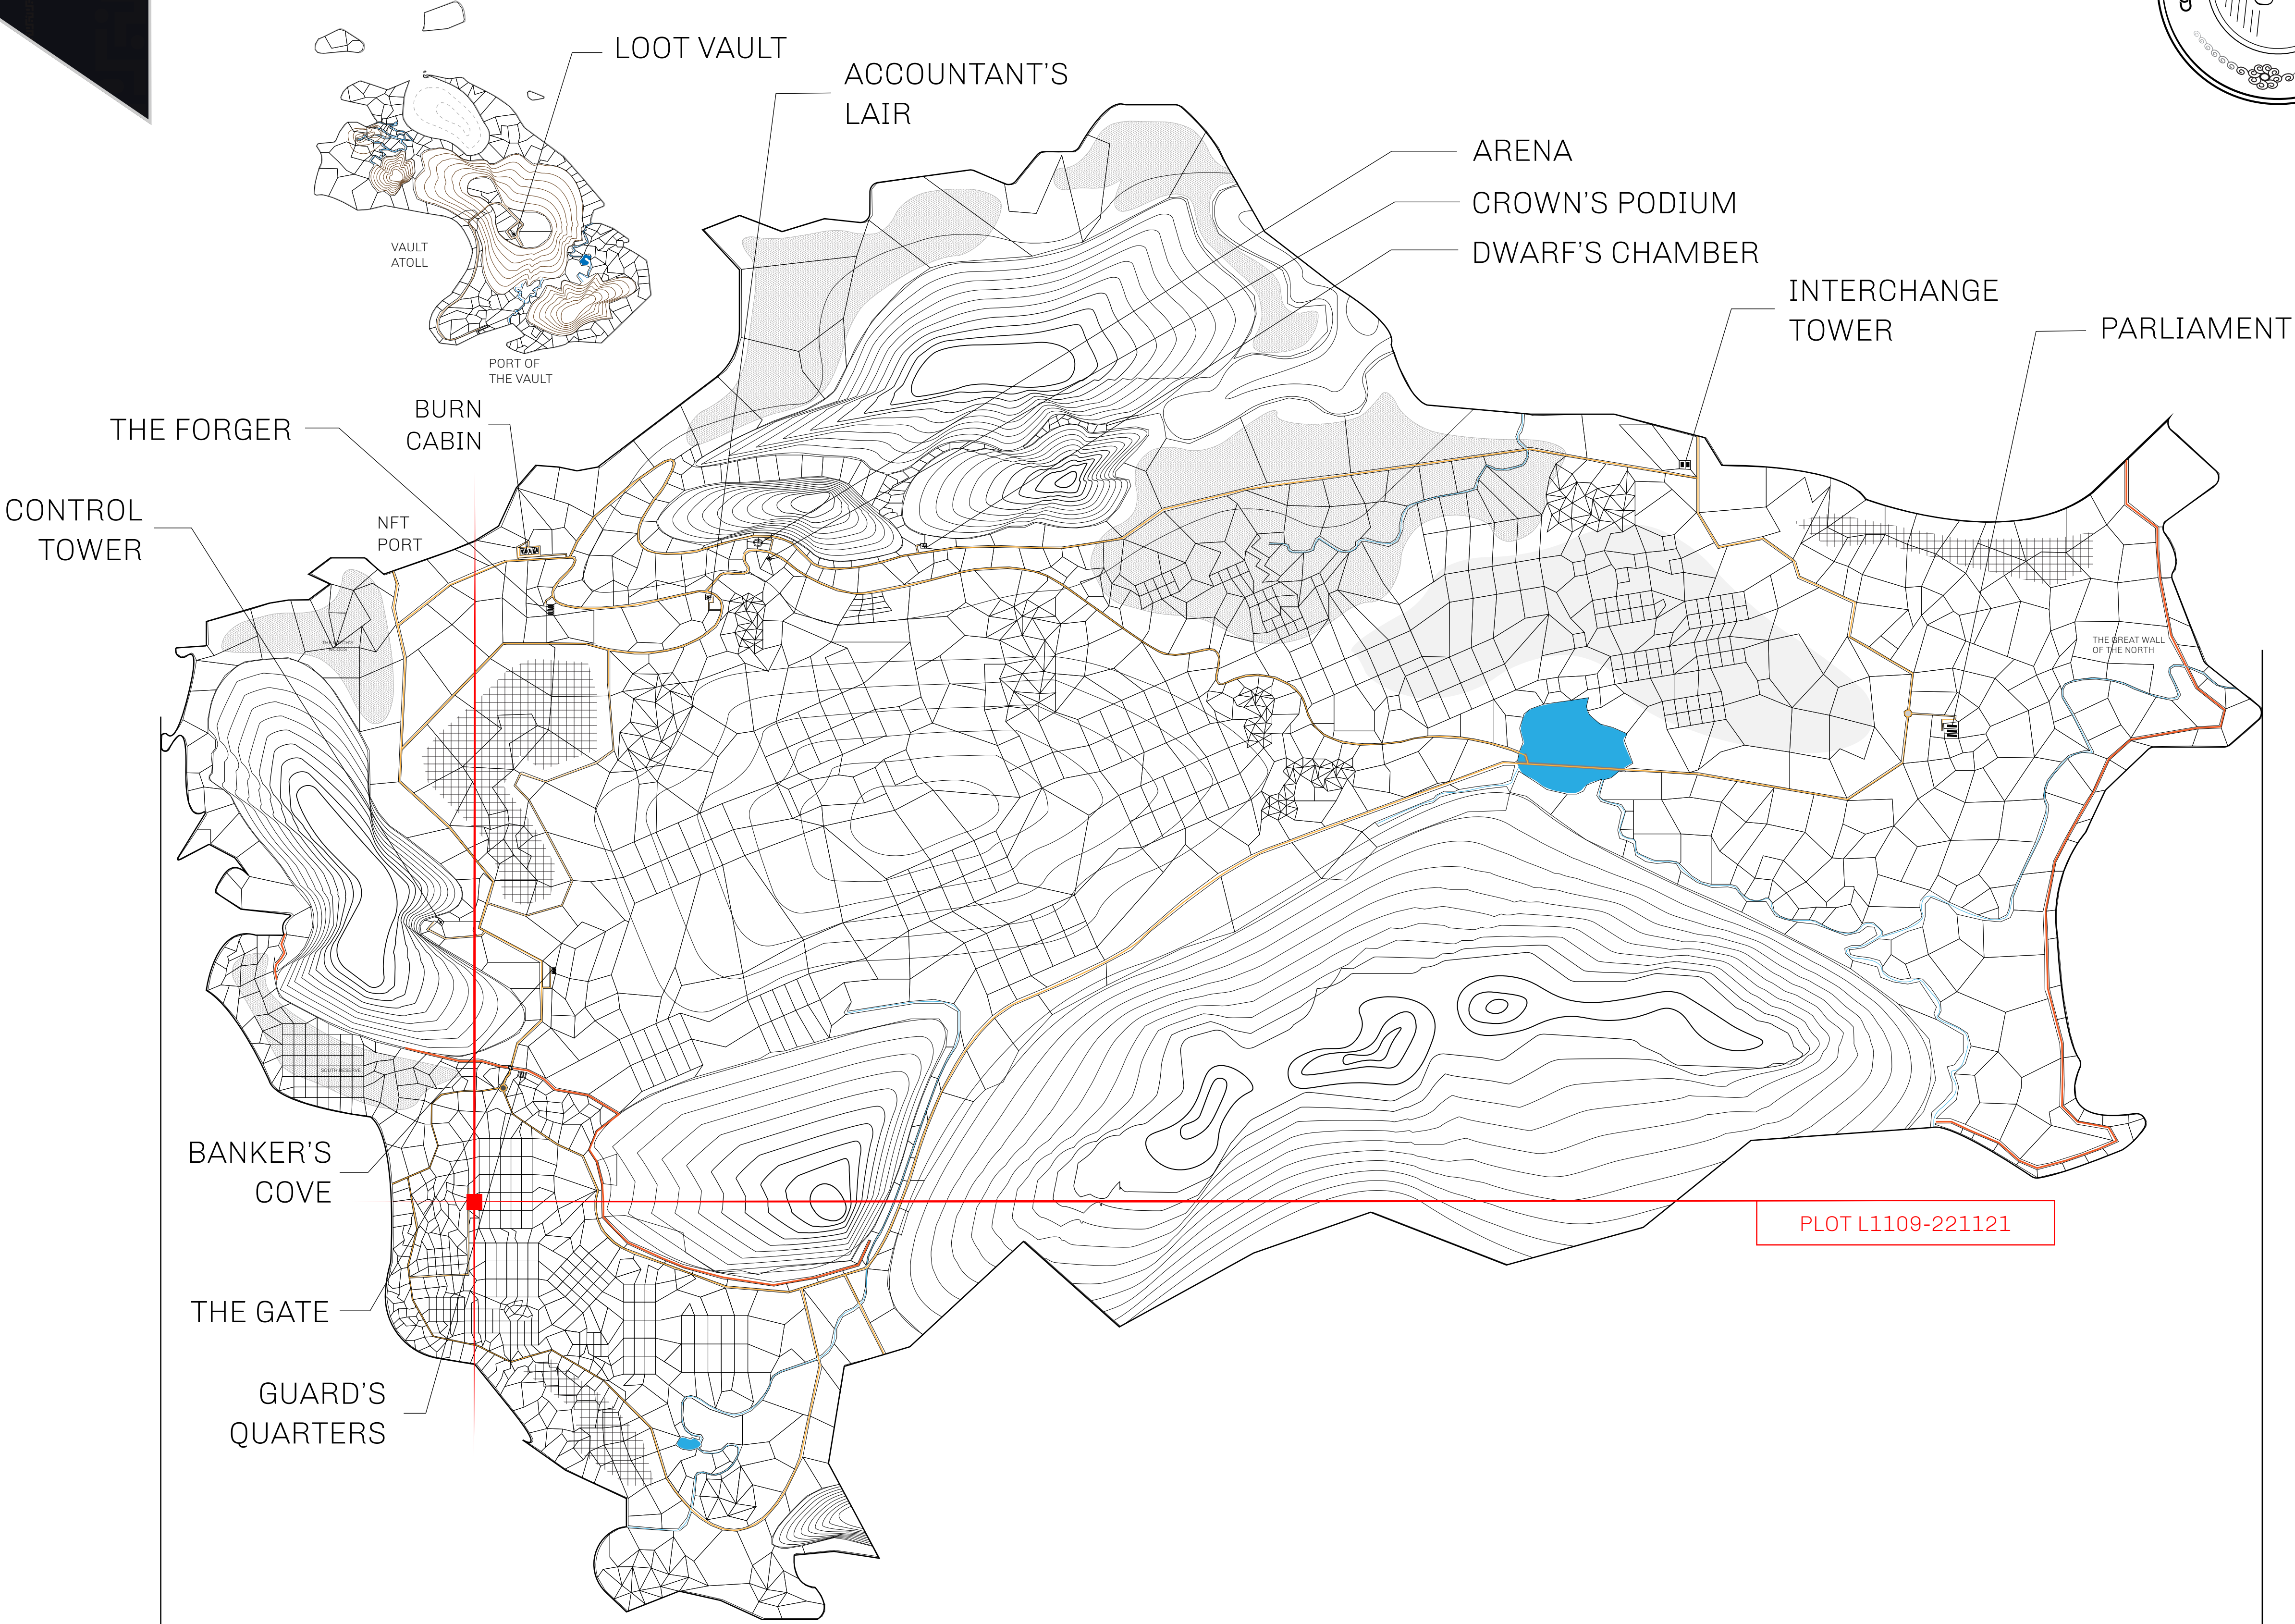 LOOT VAULT
ACCOUNTANT'S
LAIR
ARENA
CROWN'S PODIUM
DWARF'S CHAMBER
INTERCHANGE
TOWER
PARLIAMENT
VAULT
ATOLL
PORT OF
THE VAULT
THE FORGER
BURN
CABIN
CONTROL
TOWER
NFT
PORT
THE GREAT WALL
OF THE NORTH
SOUTH RESERVE
BANKER'S
COVE
PLOT L1109-221121
THE GATE
GUARD'S
QUARTERS